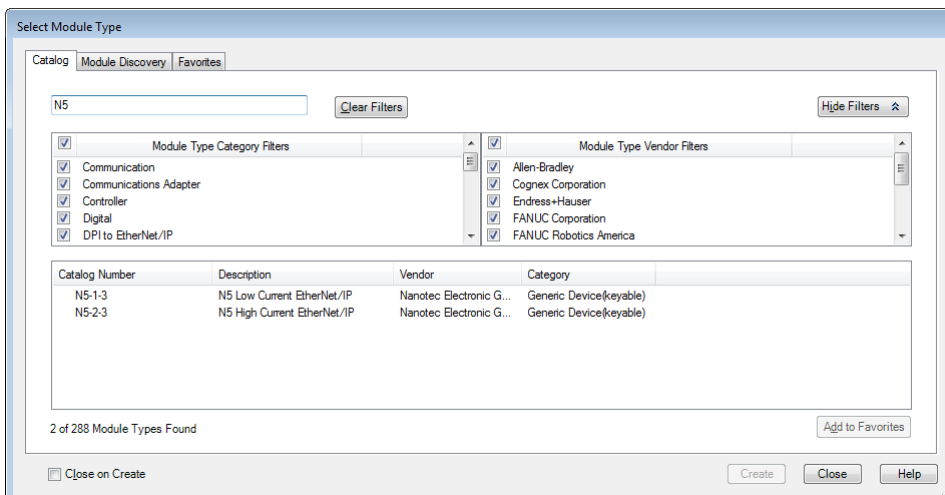 Select Module Type
Catalog Module Discovery Favorites
N5 Clear Filters Hide Filters
Module Type Category Filters Module Type Vendor Filters
Communication Allen-Bradley
Communications Adapter Cognex Corporation
Controller Endress+Hauser
Digital FANUC Corporation
DPI to EtherNet/IP FANUC Robotics America
Catalog Number Description Vendor Category
N5-1-3 N5 Low Current EtherNet/IP Nanotec Electronic G... Generic Device(keyable)
N5-2-3 N5 High Current EtherNet/IP Nanotec Electronic G... Generic Device(keyable)
2 of 288 Module Types Found Add to Favorites
Close on Create Create Close Help